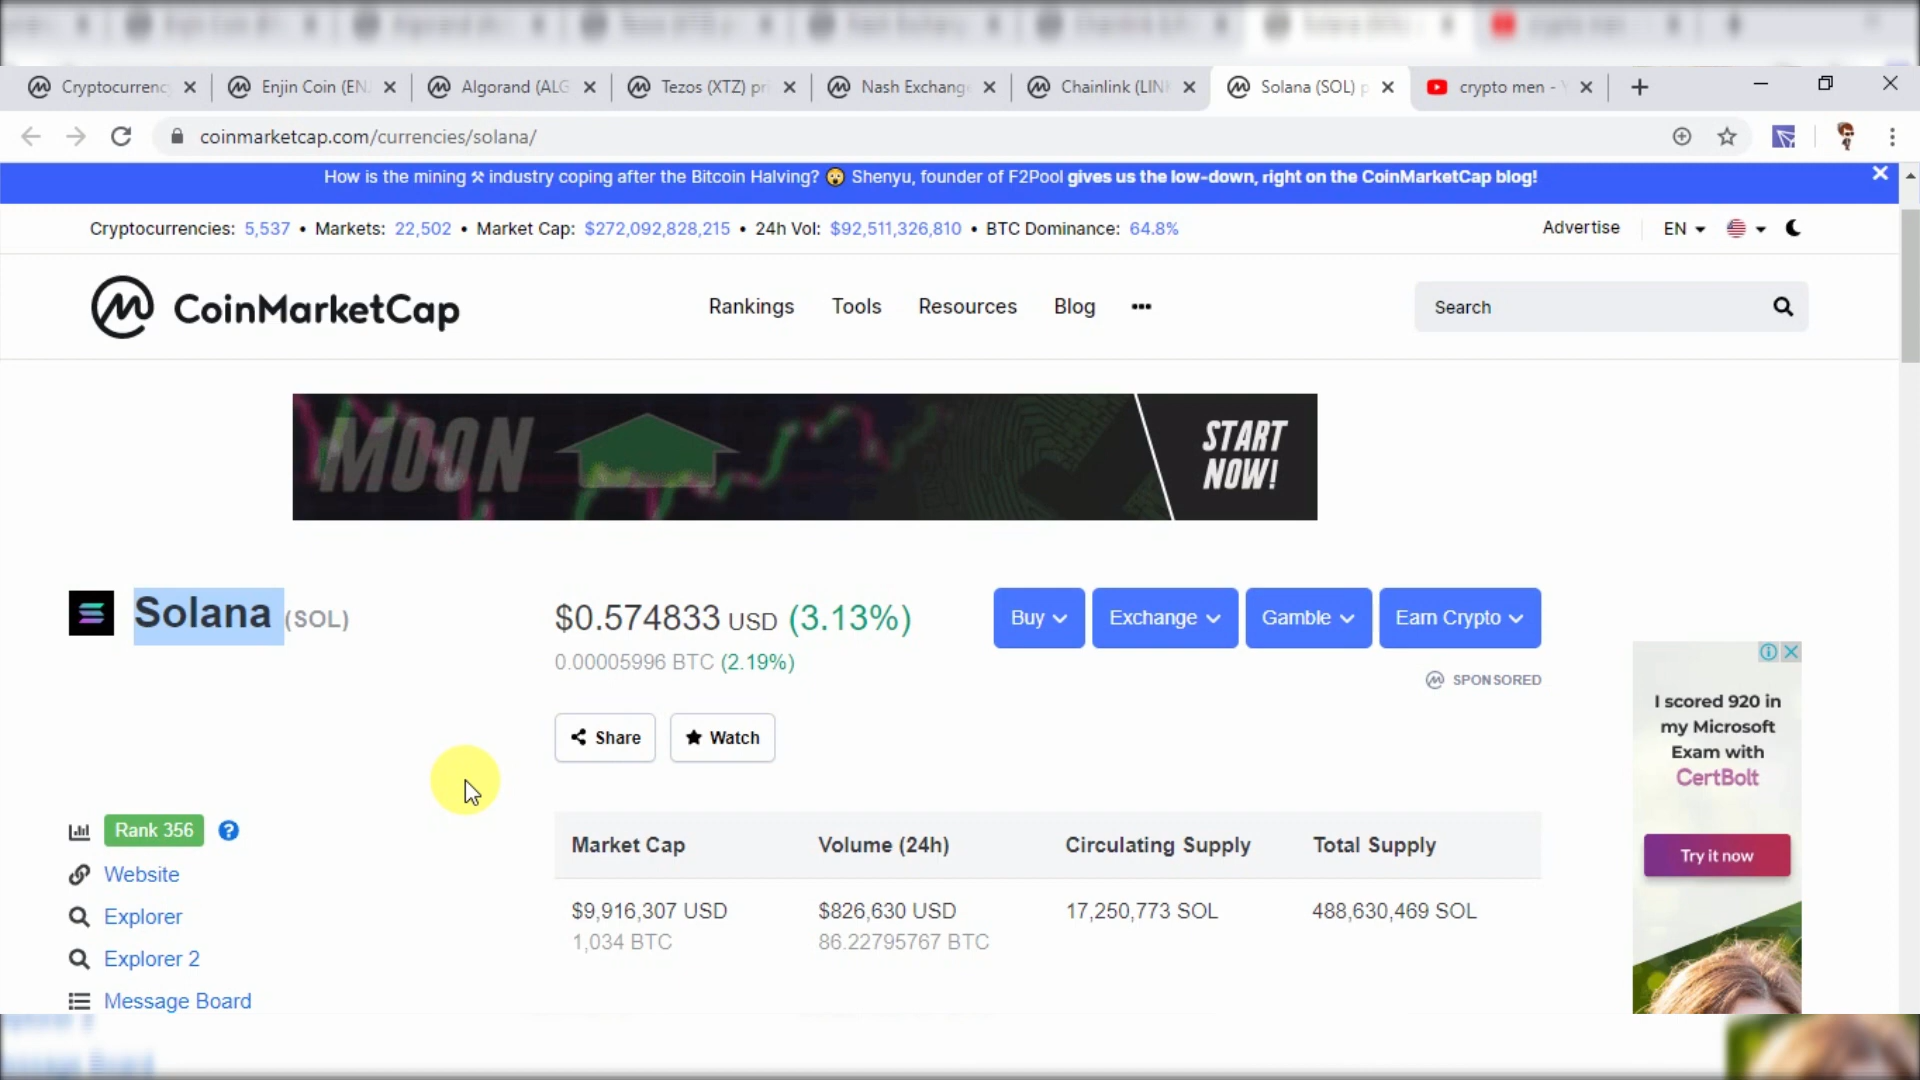 Cryptocurrenc
Enjin Coin (EN
Algorand (ALG
Tezos (XTZ) pri
Nash Exchang
Chainlink (LIN
Solana (SOL) p
crypto men -
coinmarketcap.com/currencies/solana/
How is the mining ⚒ industry coping after the Bitcoin Halving? 😲 Shenyu, founder of F2Pool gives us the low-down, right on the CoinMarketCap blog!
Cryptocurrencies: 5,537 • Markets: 22,502 • Market Cap: $272,092,828,215 • 24h Vol: $92,511,326,810 • BTC Dominance: 64.8%
Advertise
EN
CoinMarketCap
Rankings
Tools
Resources
Blog
Search
MOON
START
NOW!
Solana (SOL)
$0.574833 USD (3.13%)
0.00005996 BTC (2.19%)
Buy
Exchange
Gamble
Earn Crypto
SPONSORED
Share
Watch
Rank 356
Website
Explorer
Explorer 2
Message Board
Market Cap
Volume (24h)
Circulating Supply
Total Supply
$9,916,307 USD
$826,630 USD
17,250,773 SOL
488,630,469 SOL
1,034 BTC
86.22795767 BTC
I scored 920 in
my Microsoft
Exam with
CertBolt
Try it now